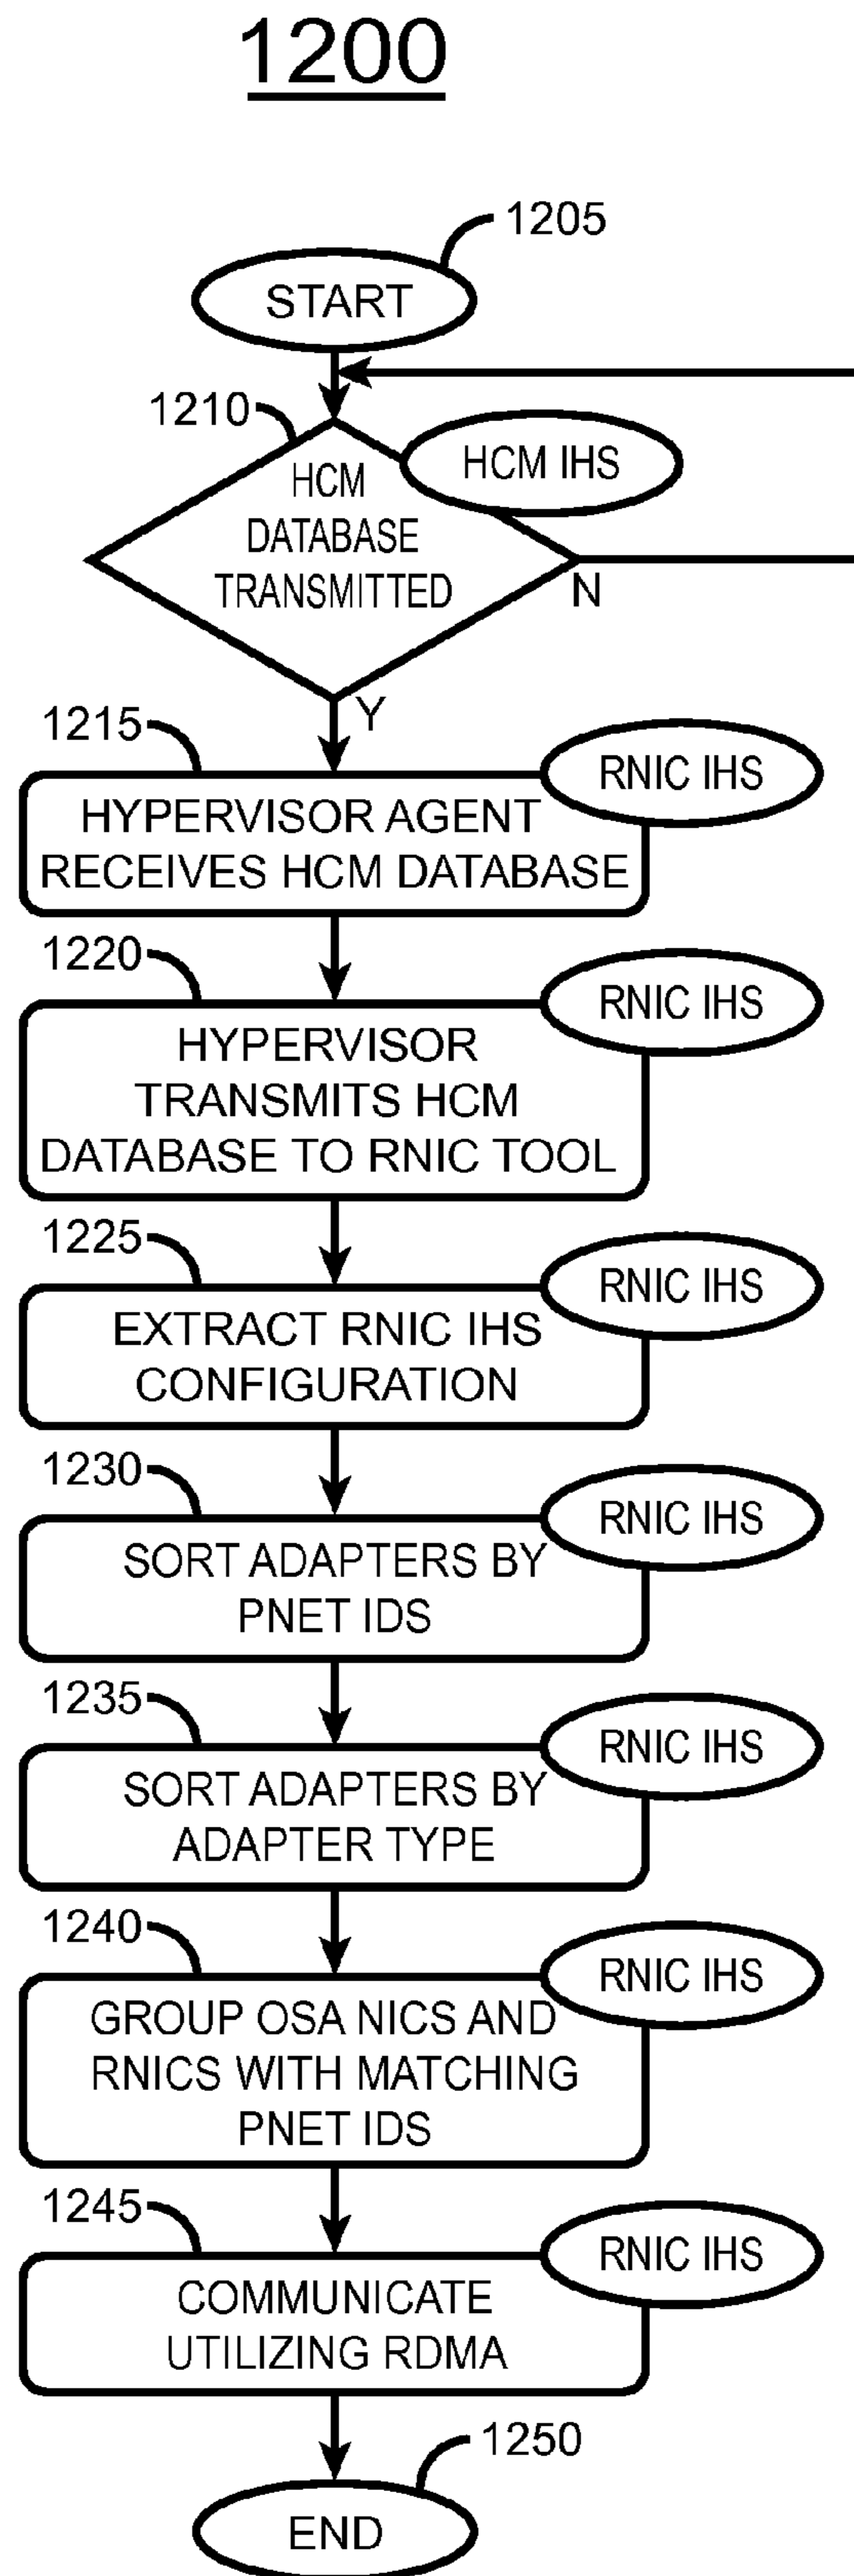 1200
1205
START
1210
HCM IHS
HCM
DATABASE
TRANSMITTED
N
Y
1215
RNIC IHS
HYPERVISOR AGENT
RECEIVES HCM DATABASE
1220
RNIC IHS
HYPERVISOR
TRANSMITS HCM
DATABASE TO RNIC TOOL
1225
RNIC IHS
EXTRACT RNIC IHS
CONFIGURATION
1230
RNIC IHS
SORT ADAPTERS BY
PNET IDS
1235
RNIC IHS
SORT ADAPTERS BY
ADAPTER TYPE
1240
RNIC IHS
GROUP OSA NICS AND
RNICS WITH MATCHING
PNET IDS
1245
RNIC IHS
COMMUNICATE
UTILIZING RDMA
1250
END